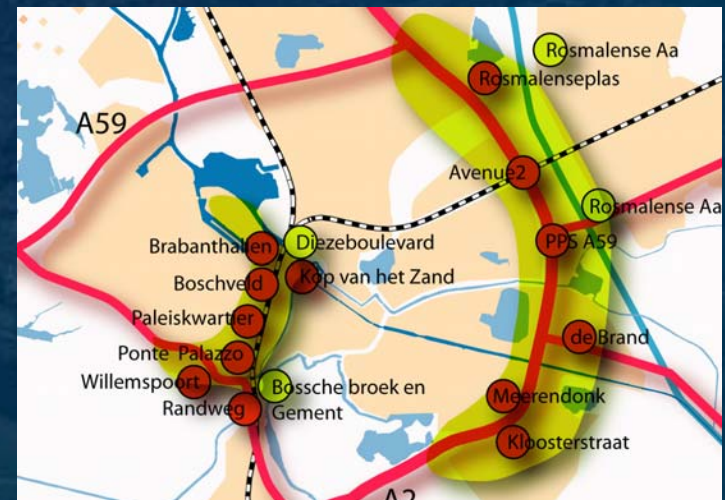 Rosmalense Aa
Rosmalenseplas
A59
Avenue2
Rosmalense Aa
Brabanthallen
Diezeboulevard
PPS A59
Boschveld
Kop van het Zand
Paleiskwartier
Ponte Palazzo
de Brand
Willemspoort
Bossche broek en
Gement
Randweg
Meerendonk
Kloosterstraat
A2